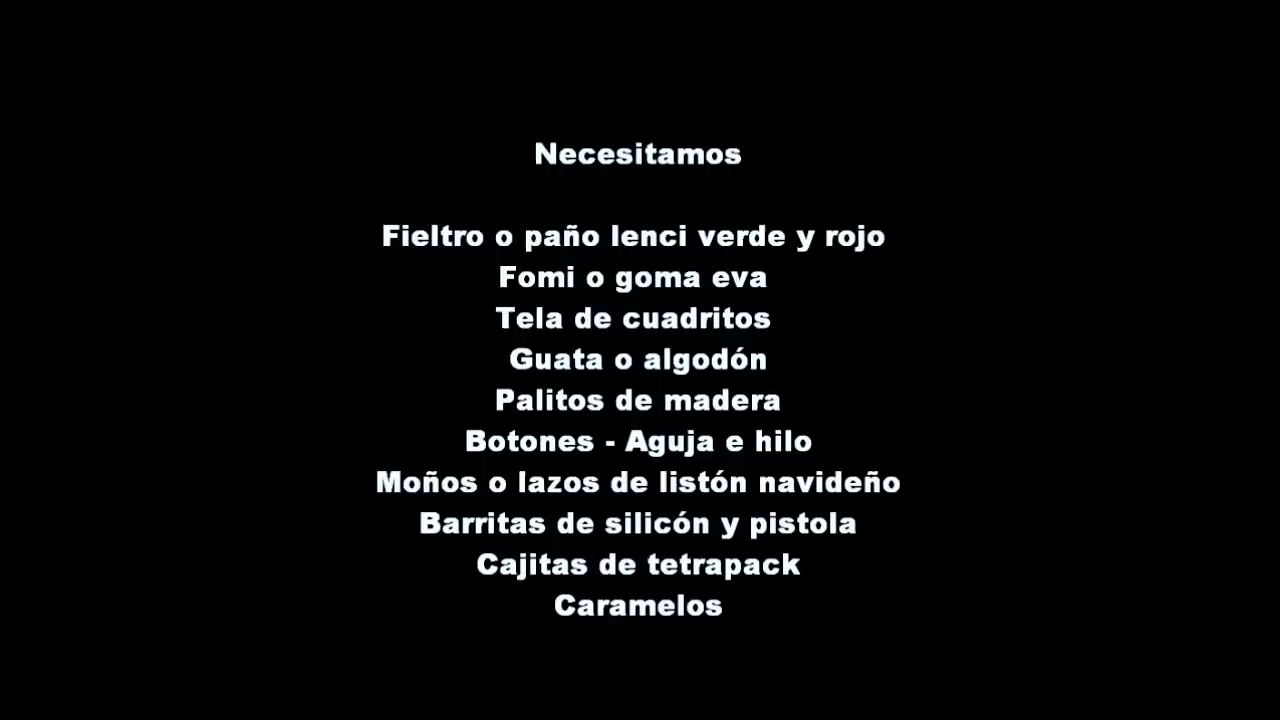 Necesitamos
Fieltro o paño lenci verde y rojo
Fomi o goma eva
Tela de cuadritos
Guata o algodón
Palitos de madera
Botones - Aguja e hilo
Moños o lazos de listón navideño
Barritas de silicón y pistola
Cajitas de tetrapack
Caramelos